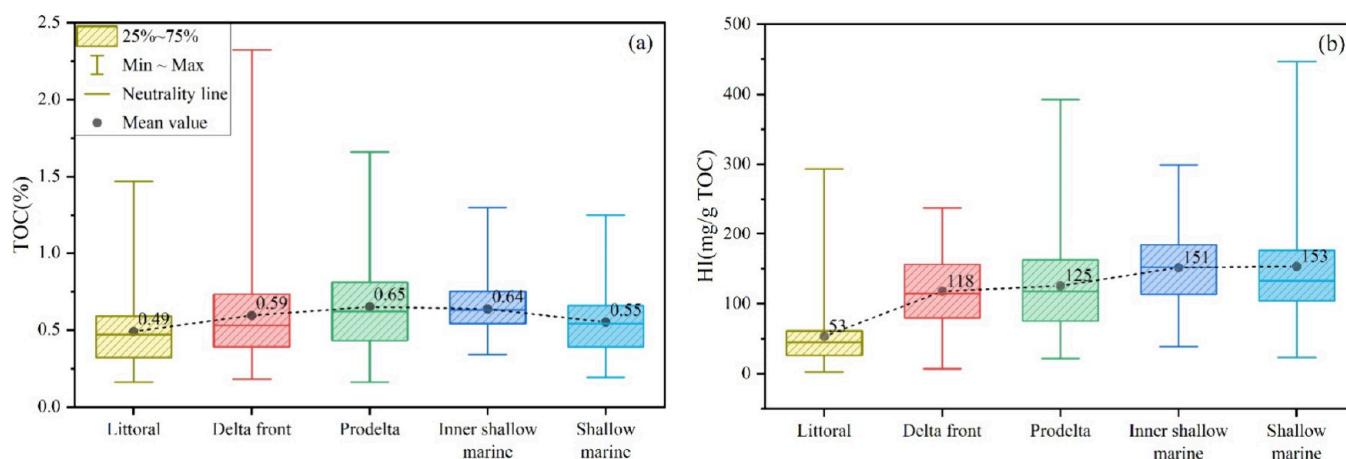 2.5
2.0
1.5
1.0
0.5
0.0
TOC(%)
25%~75%
Min ~ Max
Neutrality line
Mean value
(a)
0.49
0.59
0.65
0.64
0.55
Littoral
Delta front
Prodelta
Inner shallow
marine
Shallow
marine
500
400
300
200
100
0
HI(mg/g TOC)
(b)
53
118
125
151
153
Littoral
Delta front
Prodelta
Inner shallow
marine
Shallow
marine